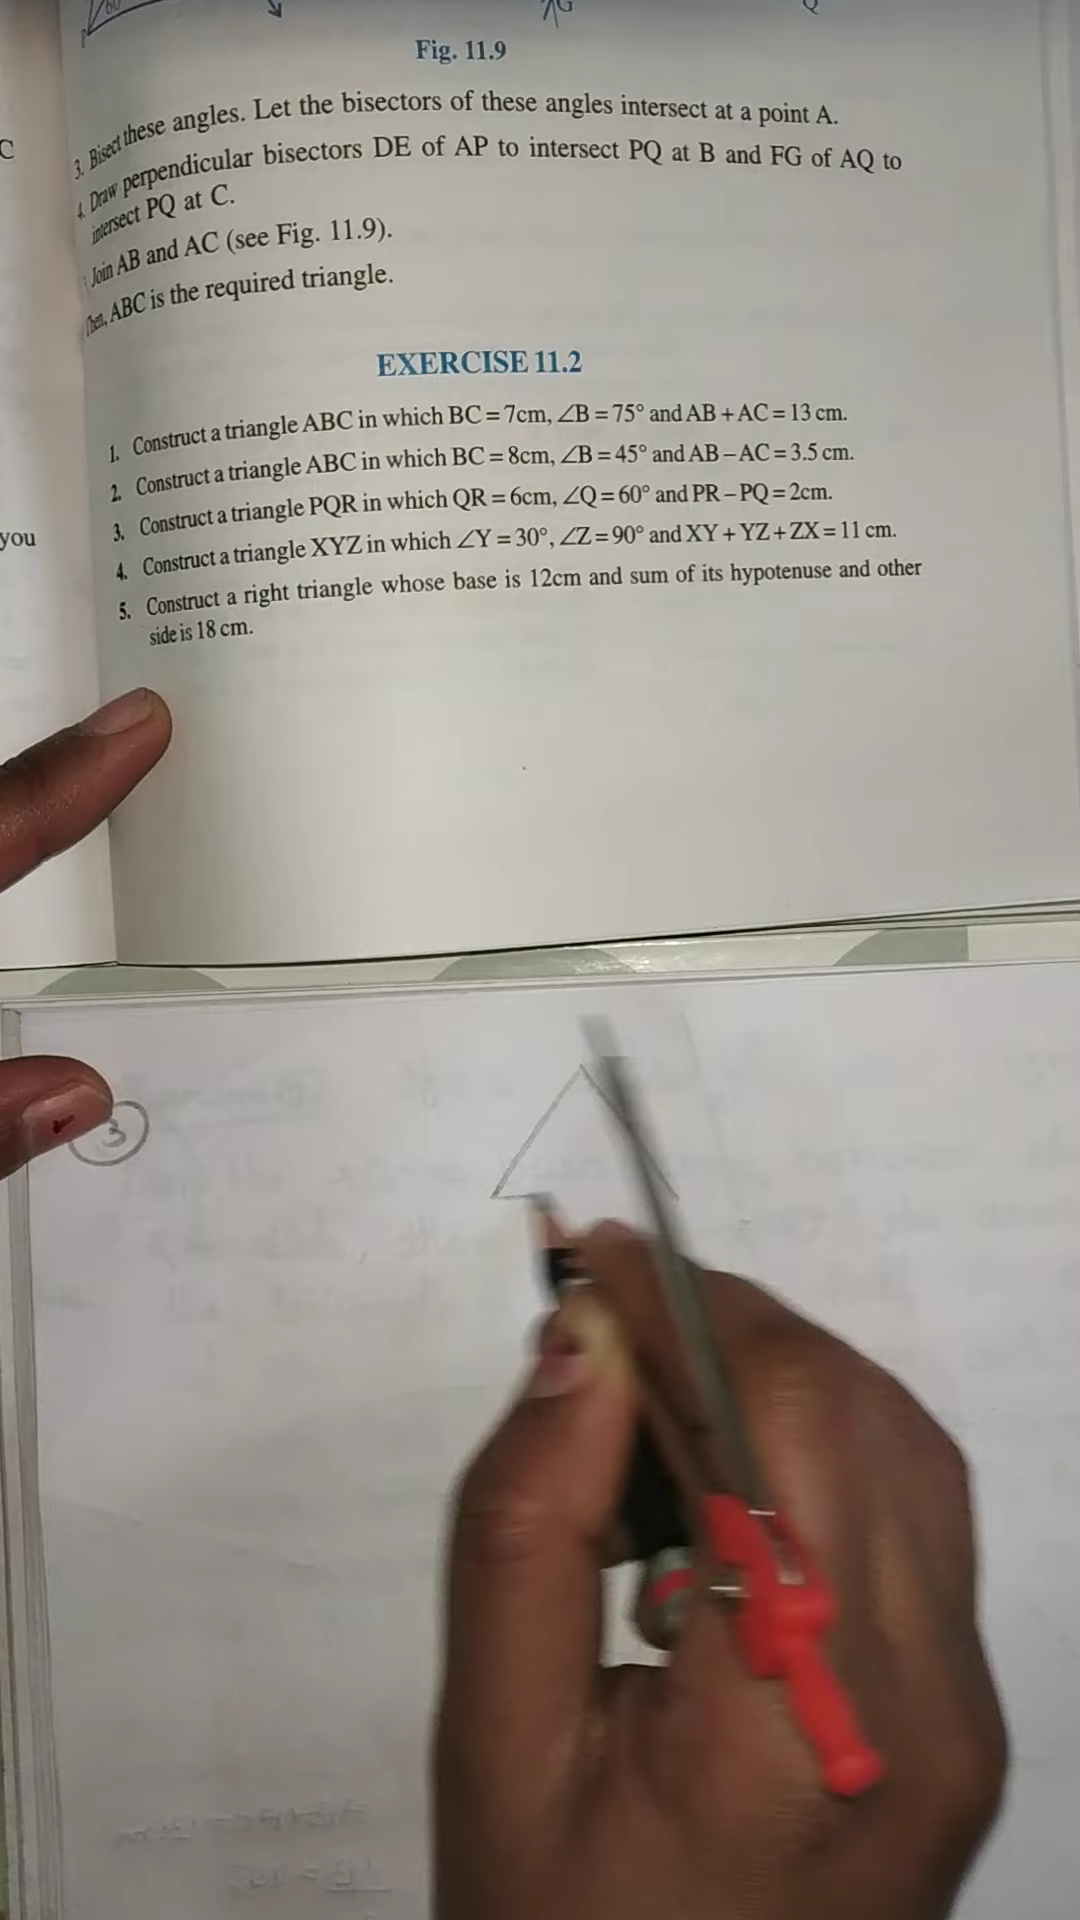 60
G
Q
Fig. 11.9
3. Bisect these angles. Let the bisectors of these angles intersect at a point A.
4. Draw perpendicular bisectors DE of AP to intersect PQ at B and FG of AQ to
intersect PQ at C.
Join AB and AC (see Fig. 11.9).
Then, ABC is the required triangle.
C
you
EXERCISE 11.2
1. Construct a triangle ABC in which BC = 7cm, ∠B = 75° and AB + AC = 13 cm.
2. Construct a triangle ABC in which BC = 8cm, ∠B = 45° and AB – AC = 3.5 cm.
3. Construct a triangle PQR in which QR = 6cm, ∠Q = 60° and PR – PQ = 2cm.
4. Construct a triangle XYZ in which ∠Y = 30°, ∠Z = 90° and XY + YZ + ZX = 11 cm.
5. Construct a right triangle whose base is 12cm and sum of its hypotenuse and other
side is 18 cm.
3